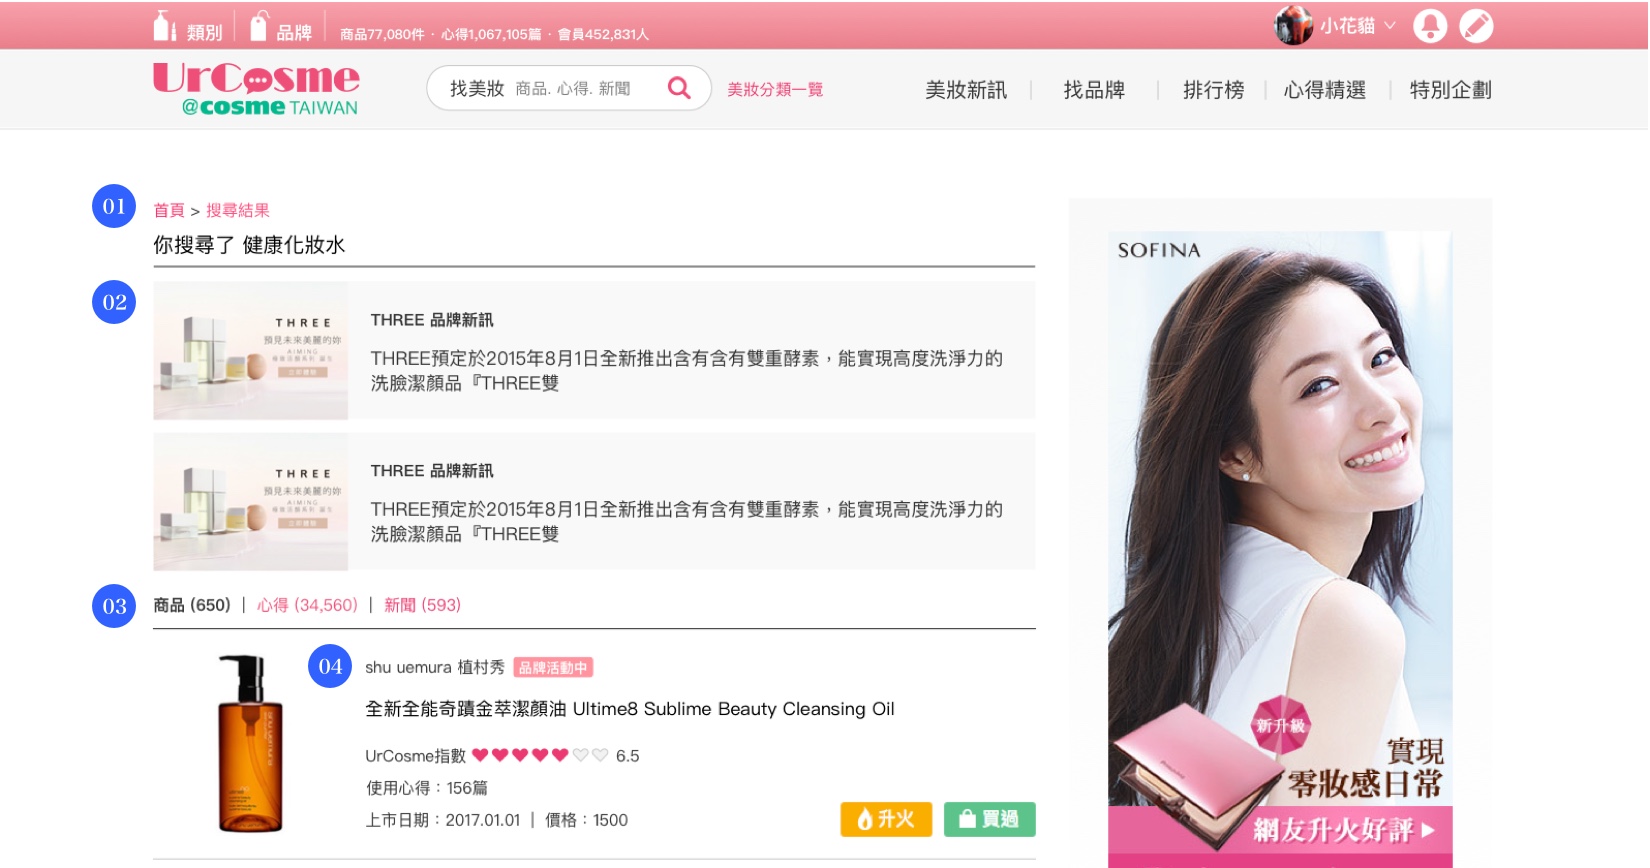 類別
品牌
商品77,080件 · 心得1,067,105篇 · 會員452,831人
小花貓
UrCosme
@cosme TAIWAN
找美妝 商品. 心得. 新聞
美妝分類一覽
美妝新訊 | 找品牌 | 排行榜 | 心得精選 | 特別企劃
01
首頁 > 搜尋結果
你搜尋了 健康化妝水
02
THREE
預見未來美麗的妳
AIMING
立即體驗
THREE 品牌新訊
THREE預定於2015年8月1日全新推出含有含有雙重酵素，能實現高度洗淨力的
洗臉潔顏品『THREE雙
THREE
預見未來美麗的妳
AIMING
立即體驗
THREE 品牌新訊
THREE預定於2015年8月1日全新推出含有含有雙重酵素，能實現高度洗淨力的
洗臉潔顏品『THREE雙
03
商品 (650) | 心得 (34,560) | 新聞 (593)
04
shu uemura 植村秀 品牌活動中
全新全能奇蹟金萃潔顏油 Ultime8 Sublime Beauty Cleansing Oil
UrCosme指數 6.5
使用心得：156篇
上市日期：2017.01.01 | 價格：1500
升火
買過
shu uemura
SOFINA
新升級
實現
零妝感日常
網友升火好評